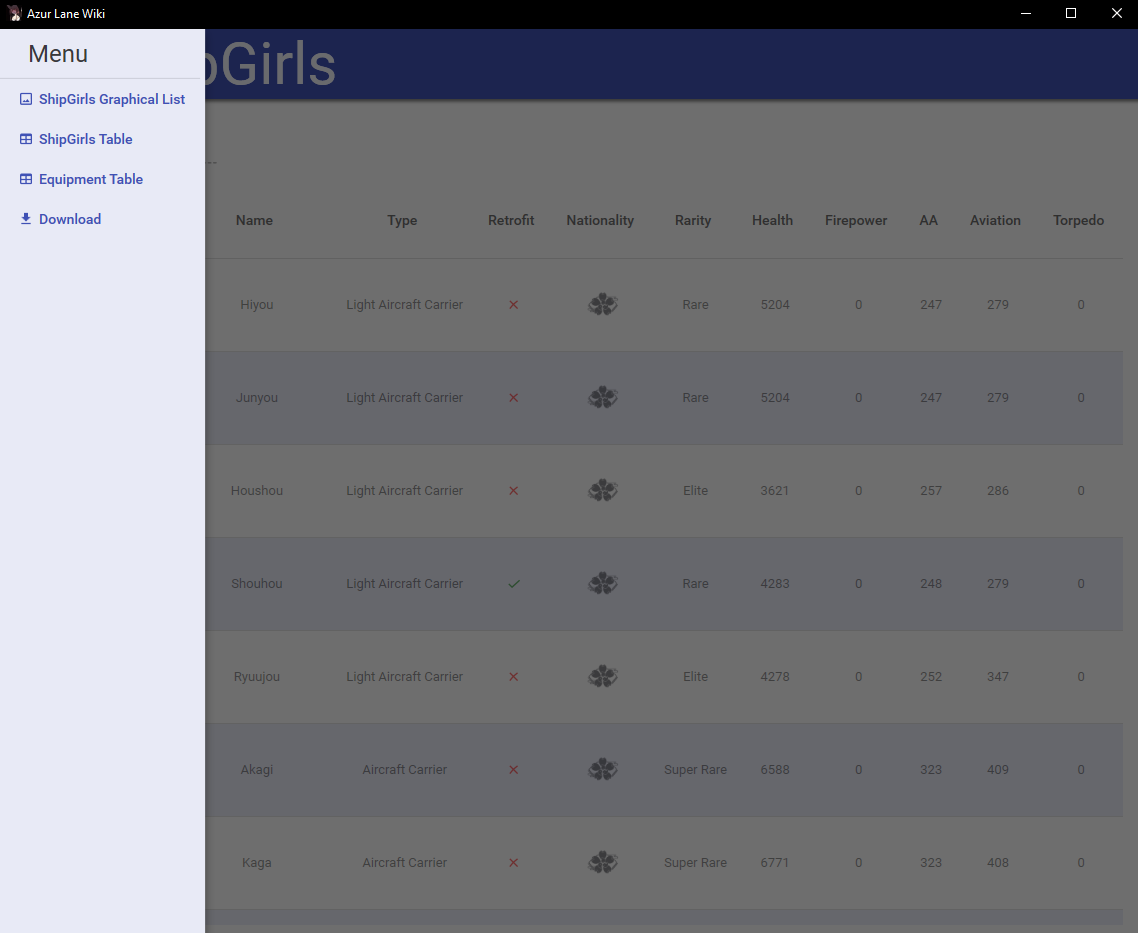 Azur Lane Wiki
Menu
pGirls
ShipGirls Graphical List
ShipGirls Table
Equipment Table
Download
--
Name Type Retrofit Nationality Rarity Health Firepower AA Aviation Torpedo
Hiyou Light Aircraft Carrier Rare 5204 0 247 279 0
Junyou Light Aircraft Carrier Rare 5204 0 247 279 0
Houshou Light Aircraft Carrier Elite 3621 0 257 286 0
Shouhou Light Aircraft Carrier Rare 4283 0 248 279 0
Ryuujou Light Aircraft Carrier Elite 4278 0 252 347 0
Akagi Aircraft Carrier Super Rare 6588 0 323 409 0
Kaga Aircraft Carrier Super Rare 6771 0 323 408 0